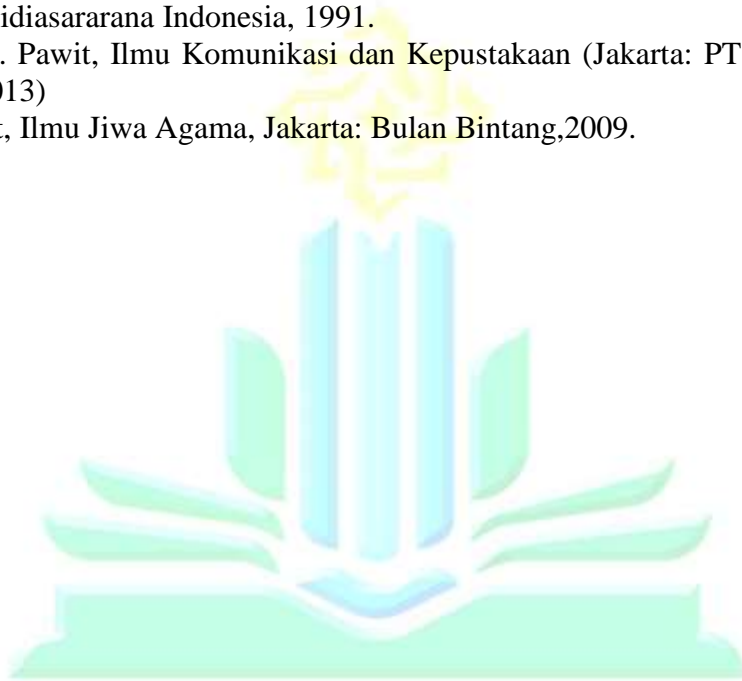 idiasararana Indonesia, 1991.
. Pawit, Ilmu Komunikasi dan Kepustakaan (Jakarta: PT
013)
, Ilmu Jiwa Agama, Jakarta: Bulan Bintang,2009.